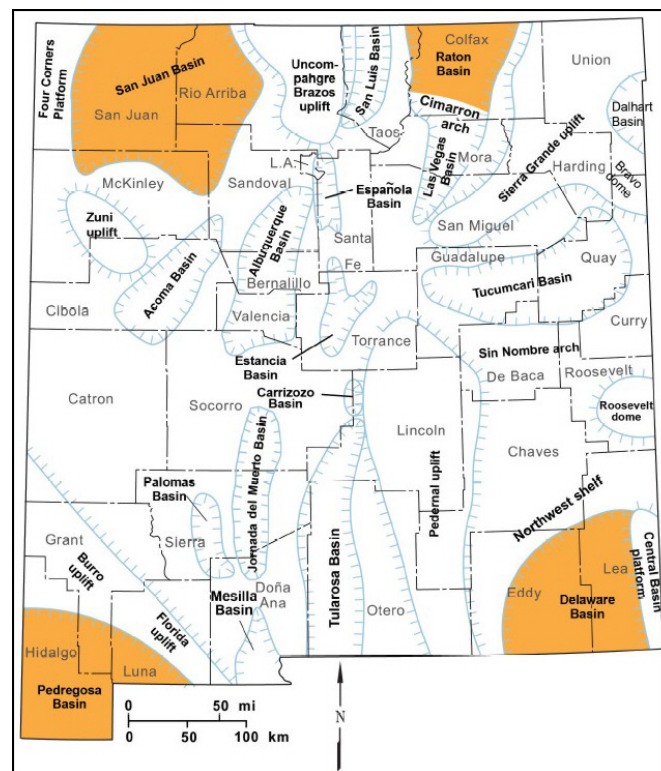 Colfax
Raton
Basin
Union
Four Corners
Platform
San Juan Basin
San Juan
Rio Arriba
Uncom-
pahgre
Brazos
uplift
San Luis Basin
Taos
Cimarron
arch
Dalhart
Basin
L.A.
Las Vegas
Basin
Mora
Sierra Grande uplift
Harding
Bravo
dome
McKinley
Sandoval
Española
Basin
Zuni
uplift
Acoma Basin
Albuquerque
Basin
Santa
Fe
San Miguel
Guadalupe
Quay
Tucumcari Basin
Bernalillo
Cibola
Valencia
Curry
Torrance
Estancia
Basin
Sin Nombre arch
De Baca
Roosevelt
Carrizozo
Basin
Catron
Socorro
Roosevelt
dome
Lincoln
Chaves
Jornada del Muerto Basin
Pedernal uplift
Palomas
Basin
Northwest shelf
Grant
Sierra
Burro
uplift
Tularosa Basin
Central Basin
platform
Lea
Eddy
Delaware
Basin
Doña
Ana
Mesilla
Basin
Otero
Florida
uplift
Hidalgo
Luna
Pedregosa
Basin
0 50 mi
0 50 100 km
N